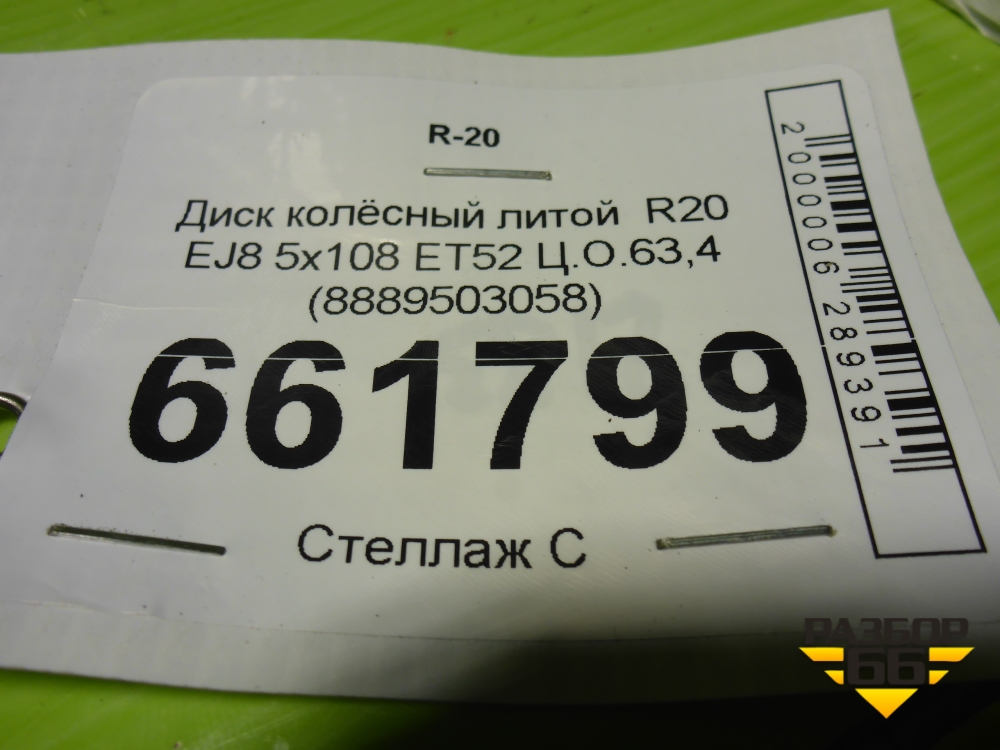 R-20
Диск колёсный литой R20
EJ8 5x108 ET52 Ц.О.63,4
(8889503058)
661799
Стеллаж С
2000006289391
РАЗБОР
66